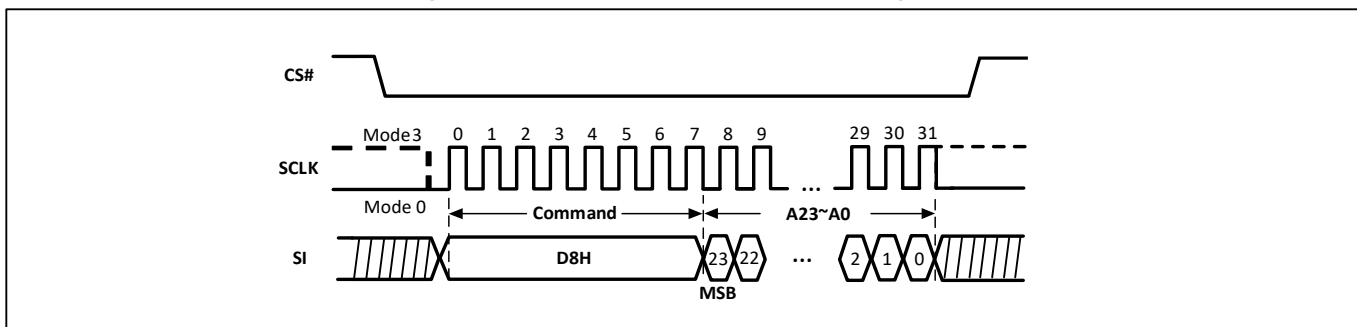 CS#
Mode 3 0 1 2 3 4 5 6 7 8 9 29 30 31
SCLK
...
Mode 0 Command A23~A0
SI D8H 23 22 ... 2 1 0
MSB